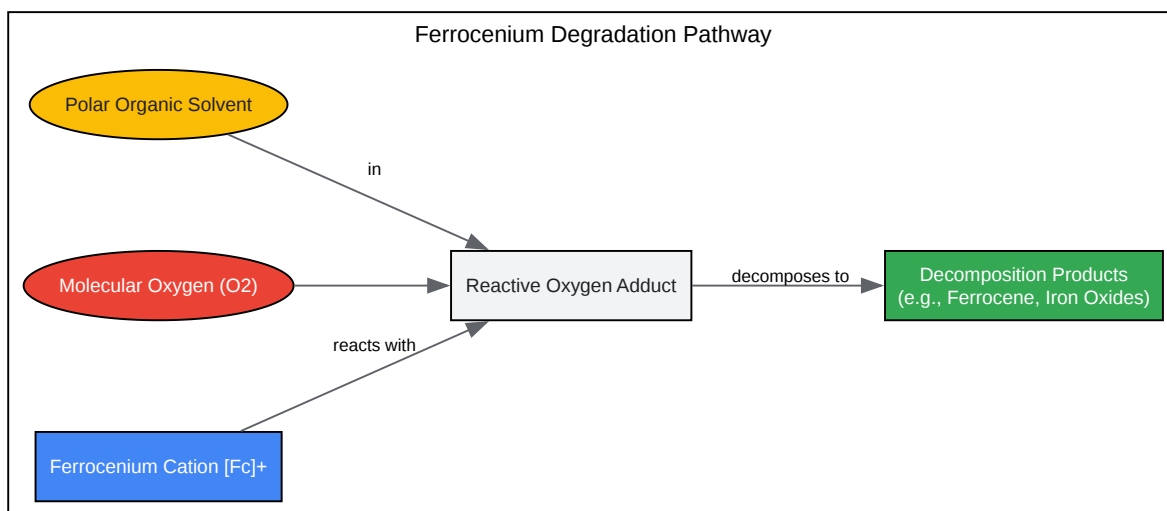 Ferrocenium Degradation Pathway
Polar Organic Solvent
in
Molecular Oxygen (O2)
Reactive Oxygen Adduct
decomposes to
Decomposition Products
(e.g., Ferrocene, Iron Oxides)
reacts with
Ferrocenium Cation [Fc]+